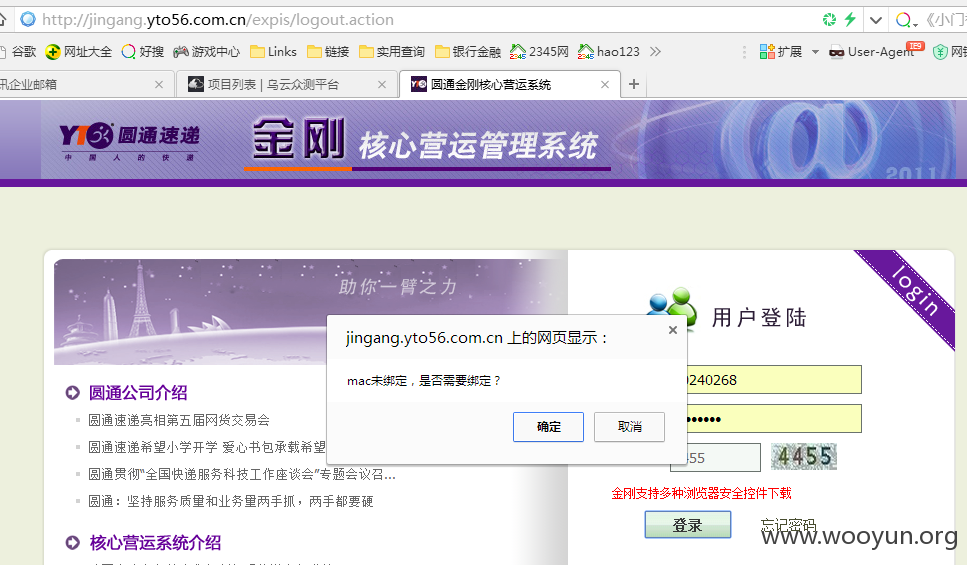 http://jingang.yto56.com.cn/expis/logout.action
《小门
谷歌 网址大全 好搜 游戏中心 Links 链接 实用查询 银行金融 2345网 hao123 扩展 User-Agent
讯企业邮箱 项目列表 | 乌云众测平台 圆通金刚核心营运系统
YTO 圆通速递
中国人的快递
金刚 核心营运管理系统
2011
助你一臂之力
login
用户登陆
jingang.yto56.com.cn 上的网页显示：
mac未绑定，是否需要绑定？
确定 取消
0240268
4455
金刚支持多种浏览器安全控件下载
登录 忘记密码
圆通公司介绍
圆通速递亮相第五届网货交易会
圆通速递希望小学开学 爱心书包承载希望
圆通贯彻“全国快递服务科技工作座谈会”专题会议召...
圆通：坚持服务质量和业务量两手抓，两手都要硬
核心营运系统介绍
www.wooyun.org